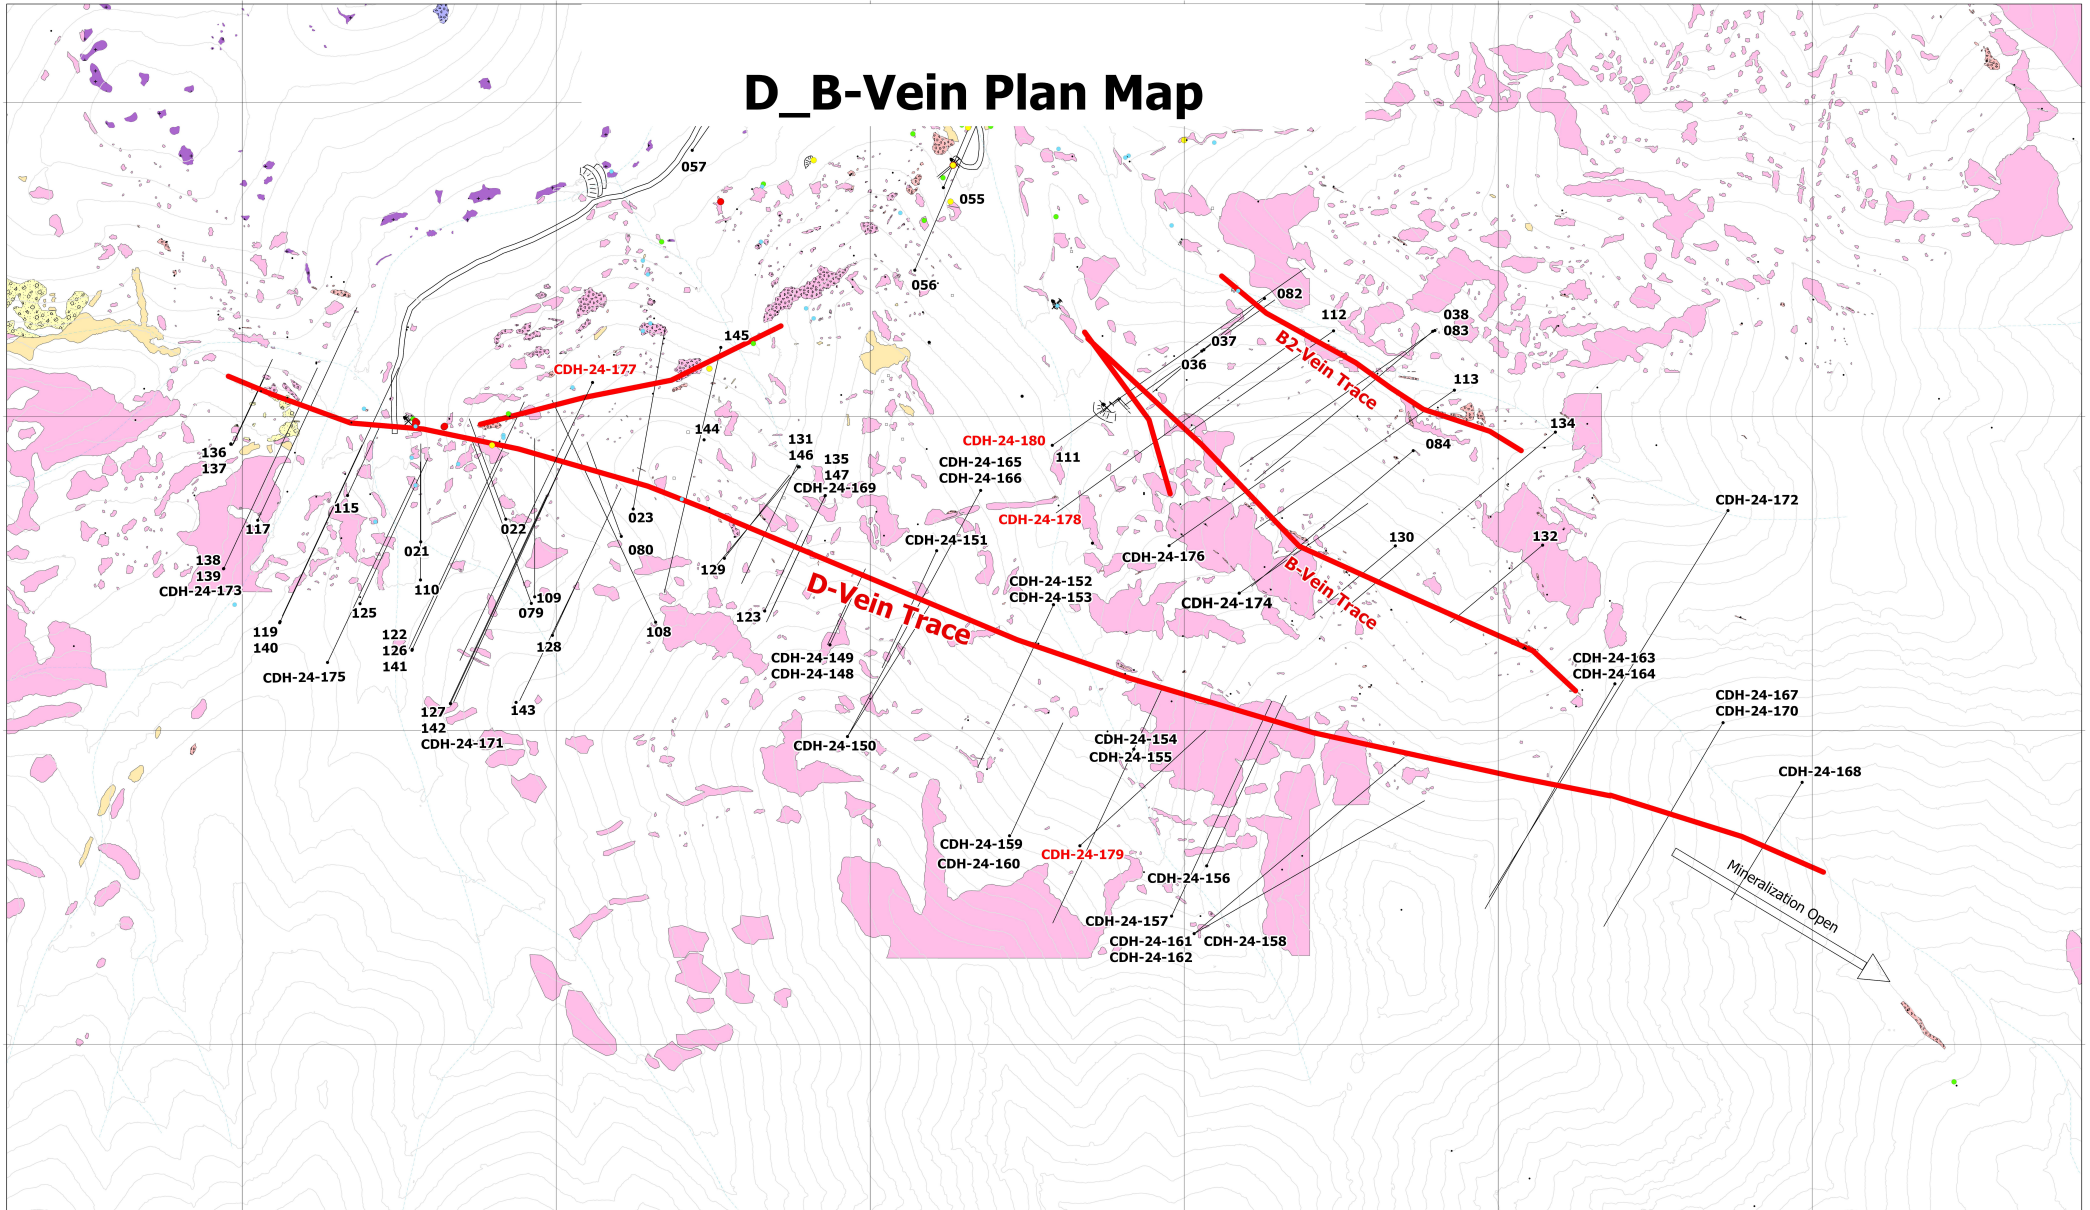 D_B-Vein Plan Map
057
055
056
082
112
038
083
037
036
B2-Vein Trace
145
CDH-24-177
113
134
084
144
131
146
135
147
CDH-24-169
CDH-24-180
111
CDH-24-165
CDH-24-166
136
137
CDH-24-172
115
117
023
022
CDH-24-178
CDH-24-151
130
132
021
080
CDH-24-176
138
139
CDH-24-173
129
B-Vein Trace
110
109
079
125
D-Vein Trace
CDH-24-152
CDH-24-153
CDH-24-174
123
108
119
140
122
126
141
128
CDH-24-149
CDH-24-148
CDH-24-163
CDH-24-164
CDH-24-175
CDH-24-167
CDH-24-170
127
142
CDH-24-171
143
CDH-24-150
CDH-24-154
CDH-24-155
CDH-24-168
CDH-24-159
CDH-24-160
CDH-24-179
CDH-24-156
Mineralization Open
CDH-24-157
CDH-24-161
CDH-24-158
CDH-24-162